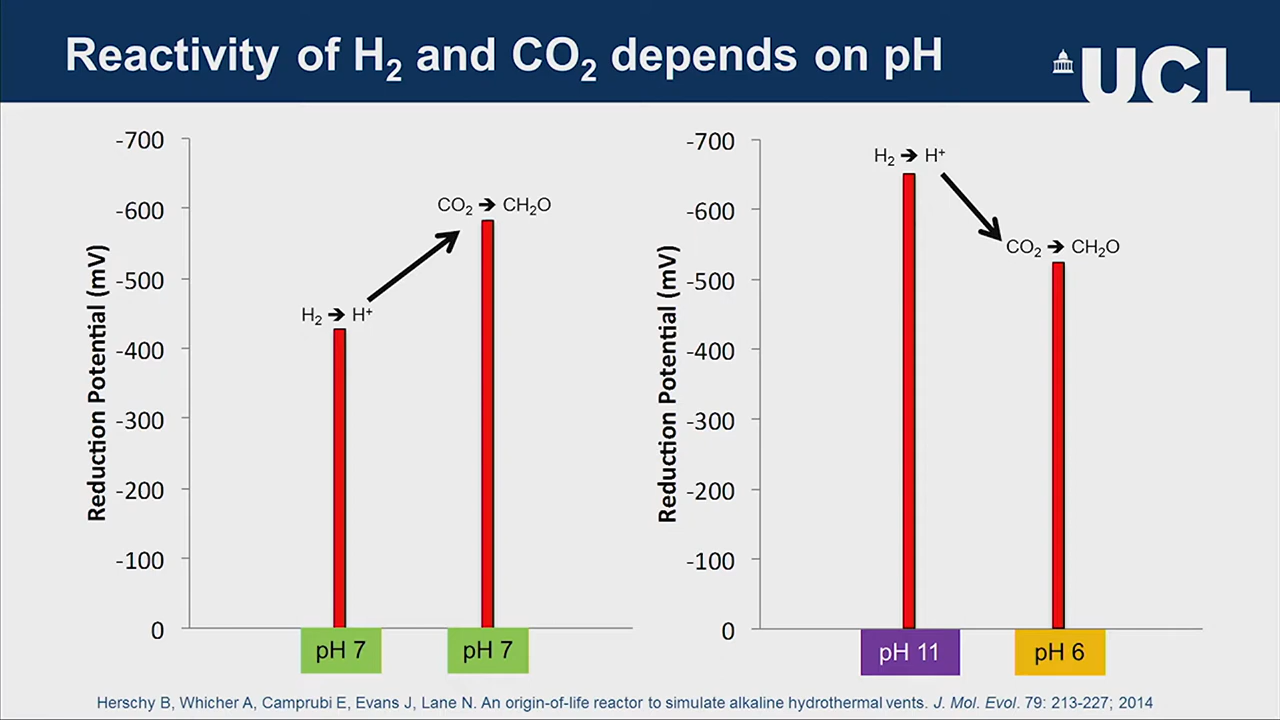 Reactivity of H₂ and CO₂ depends on pH
UCL
-700
-600
-500
-400
-300
-200
-100
0
Reduction Potential (mV)
H₂ ➔ H⁺
CO₂ ➔ CH₂O
pH 7
pH 7
-700
-600
-500
-400
-300
-200
-100
0
Reduction Potential (mV)
H₂ ➔ H⁺
CO₂ ➔ CH₂O
pH 11
pH 6
Herschy B, Whicher A, Camprubi E, Evans J, Lane N. An origin-of-life reactor to simulate alkaline hydrothermal vents. J. Mol. Evol. 79: 213-227; 2014